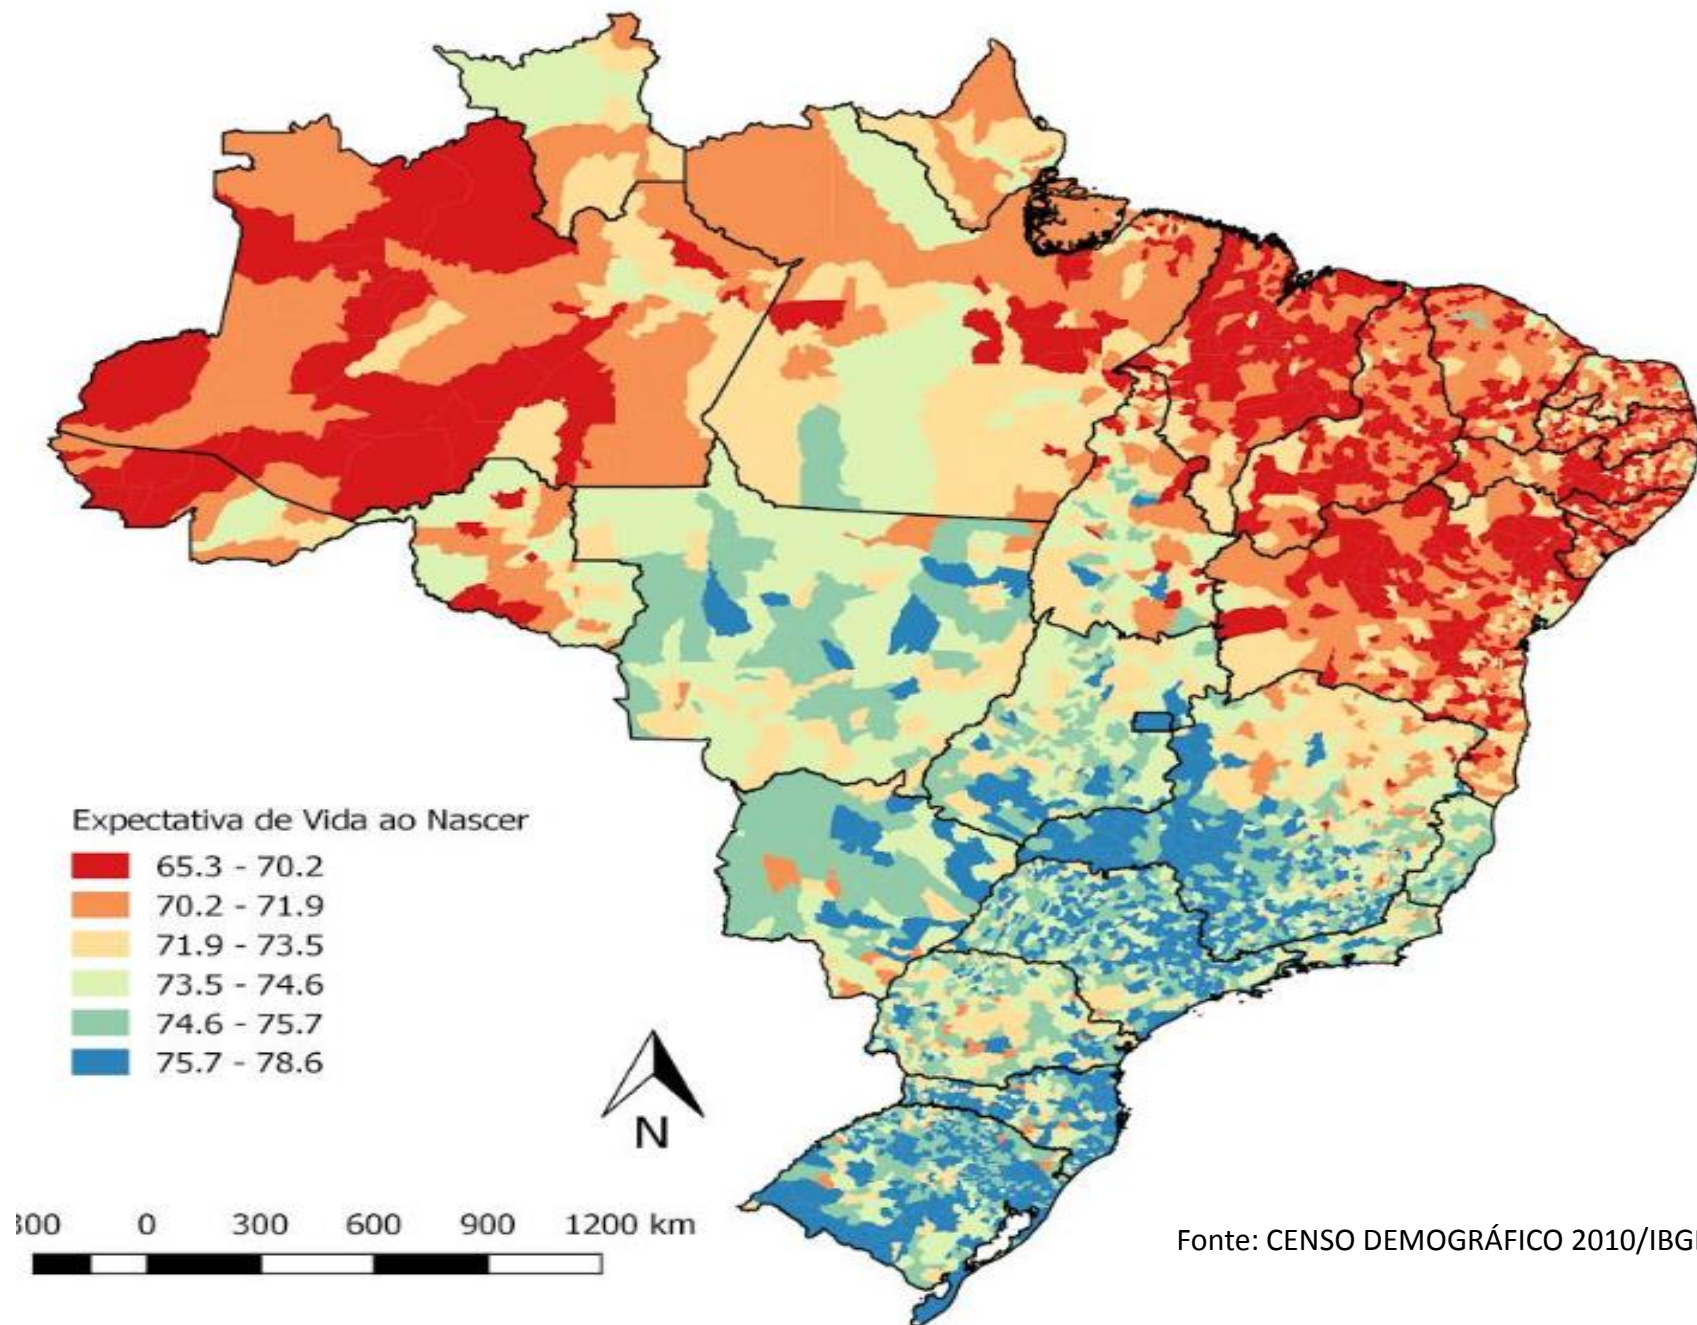 Expectativa de Vida ao Nascer
65.3 - 70.2
70.2 - 71.9
71.9 - 73.5
73.5 - 74.6
74.6 - 75.7
75.7 - 78.6
N
300 0 300 600 900 1200 km
Fonte: CENSO DEMOGRÁFICO 2010/IBGE